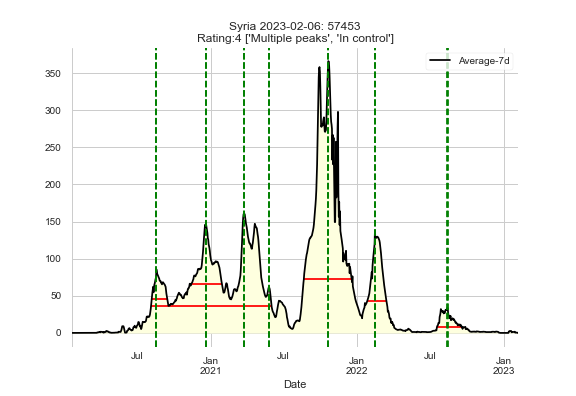 Syria 2023-02-06: 57453
Rating:4 ['Multiple peaks', 'In control']
Average-7d
350
300
250
200
150
100
50
0
Jul
Jan
2021
Jul
Jan
2022
Jul
Jan
2023
Date